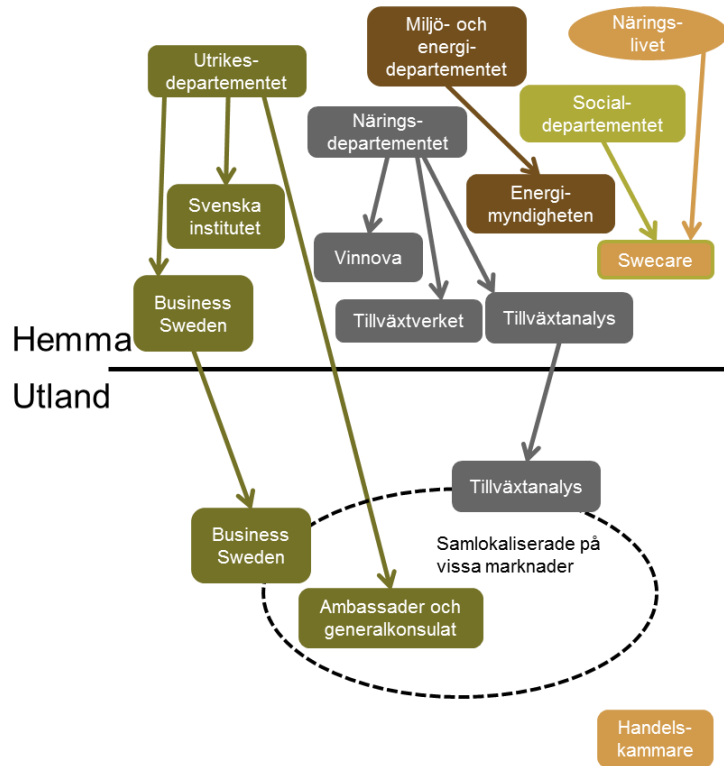 Miljö- och
energi-
departementet
Närings-
livet
Utrikes-
departementet
Social-
departementet
Närings-
departementet
Energi-
myndigheten
Svenska
institutet
Vinnova
Swecare
Business
Sweden
Tillväxtverket
Tillväxtanalys
Hemma
Utland
Tillväxtanalys
Business
Sweden
Samlokaliserade på
vissa marknader
Ambassader och
generalkonsulat
Handels-
kammare